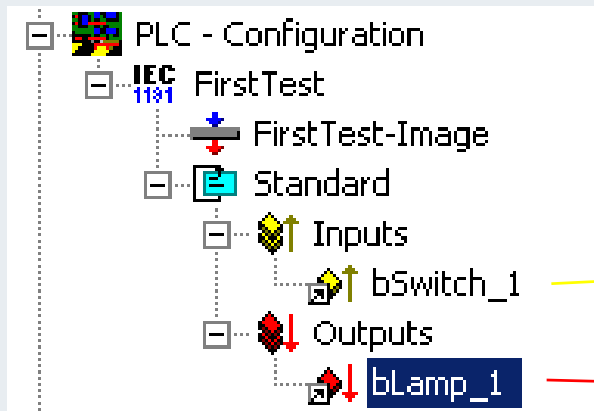 PLC - Configuration
IEC 1131 FirstTest
FirstTest-Image
Standard
Inputs
bSwitch_1
Outputs
bLamp_1